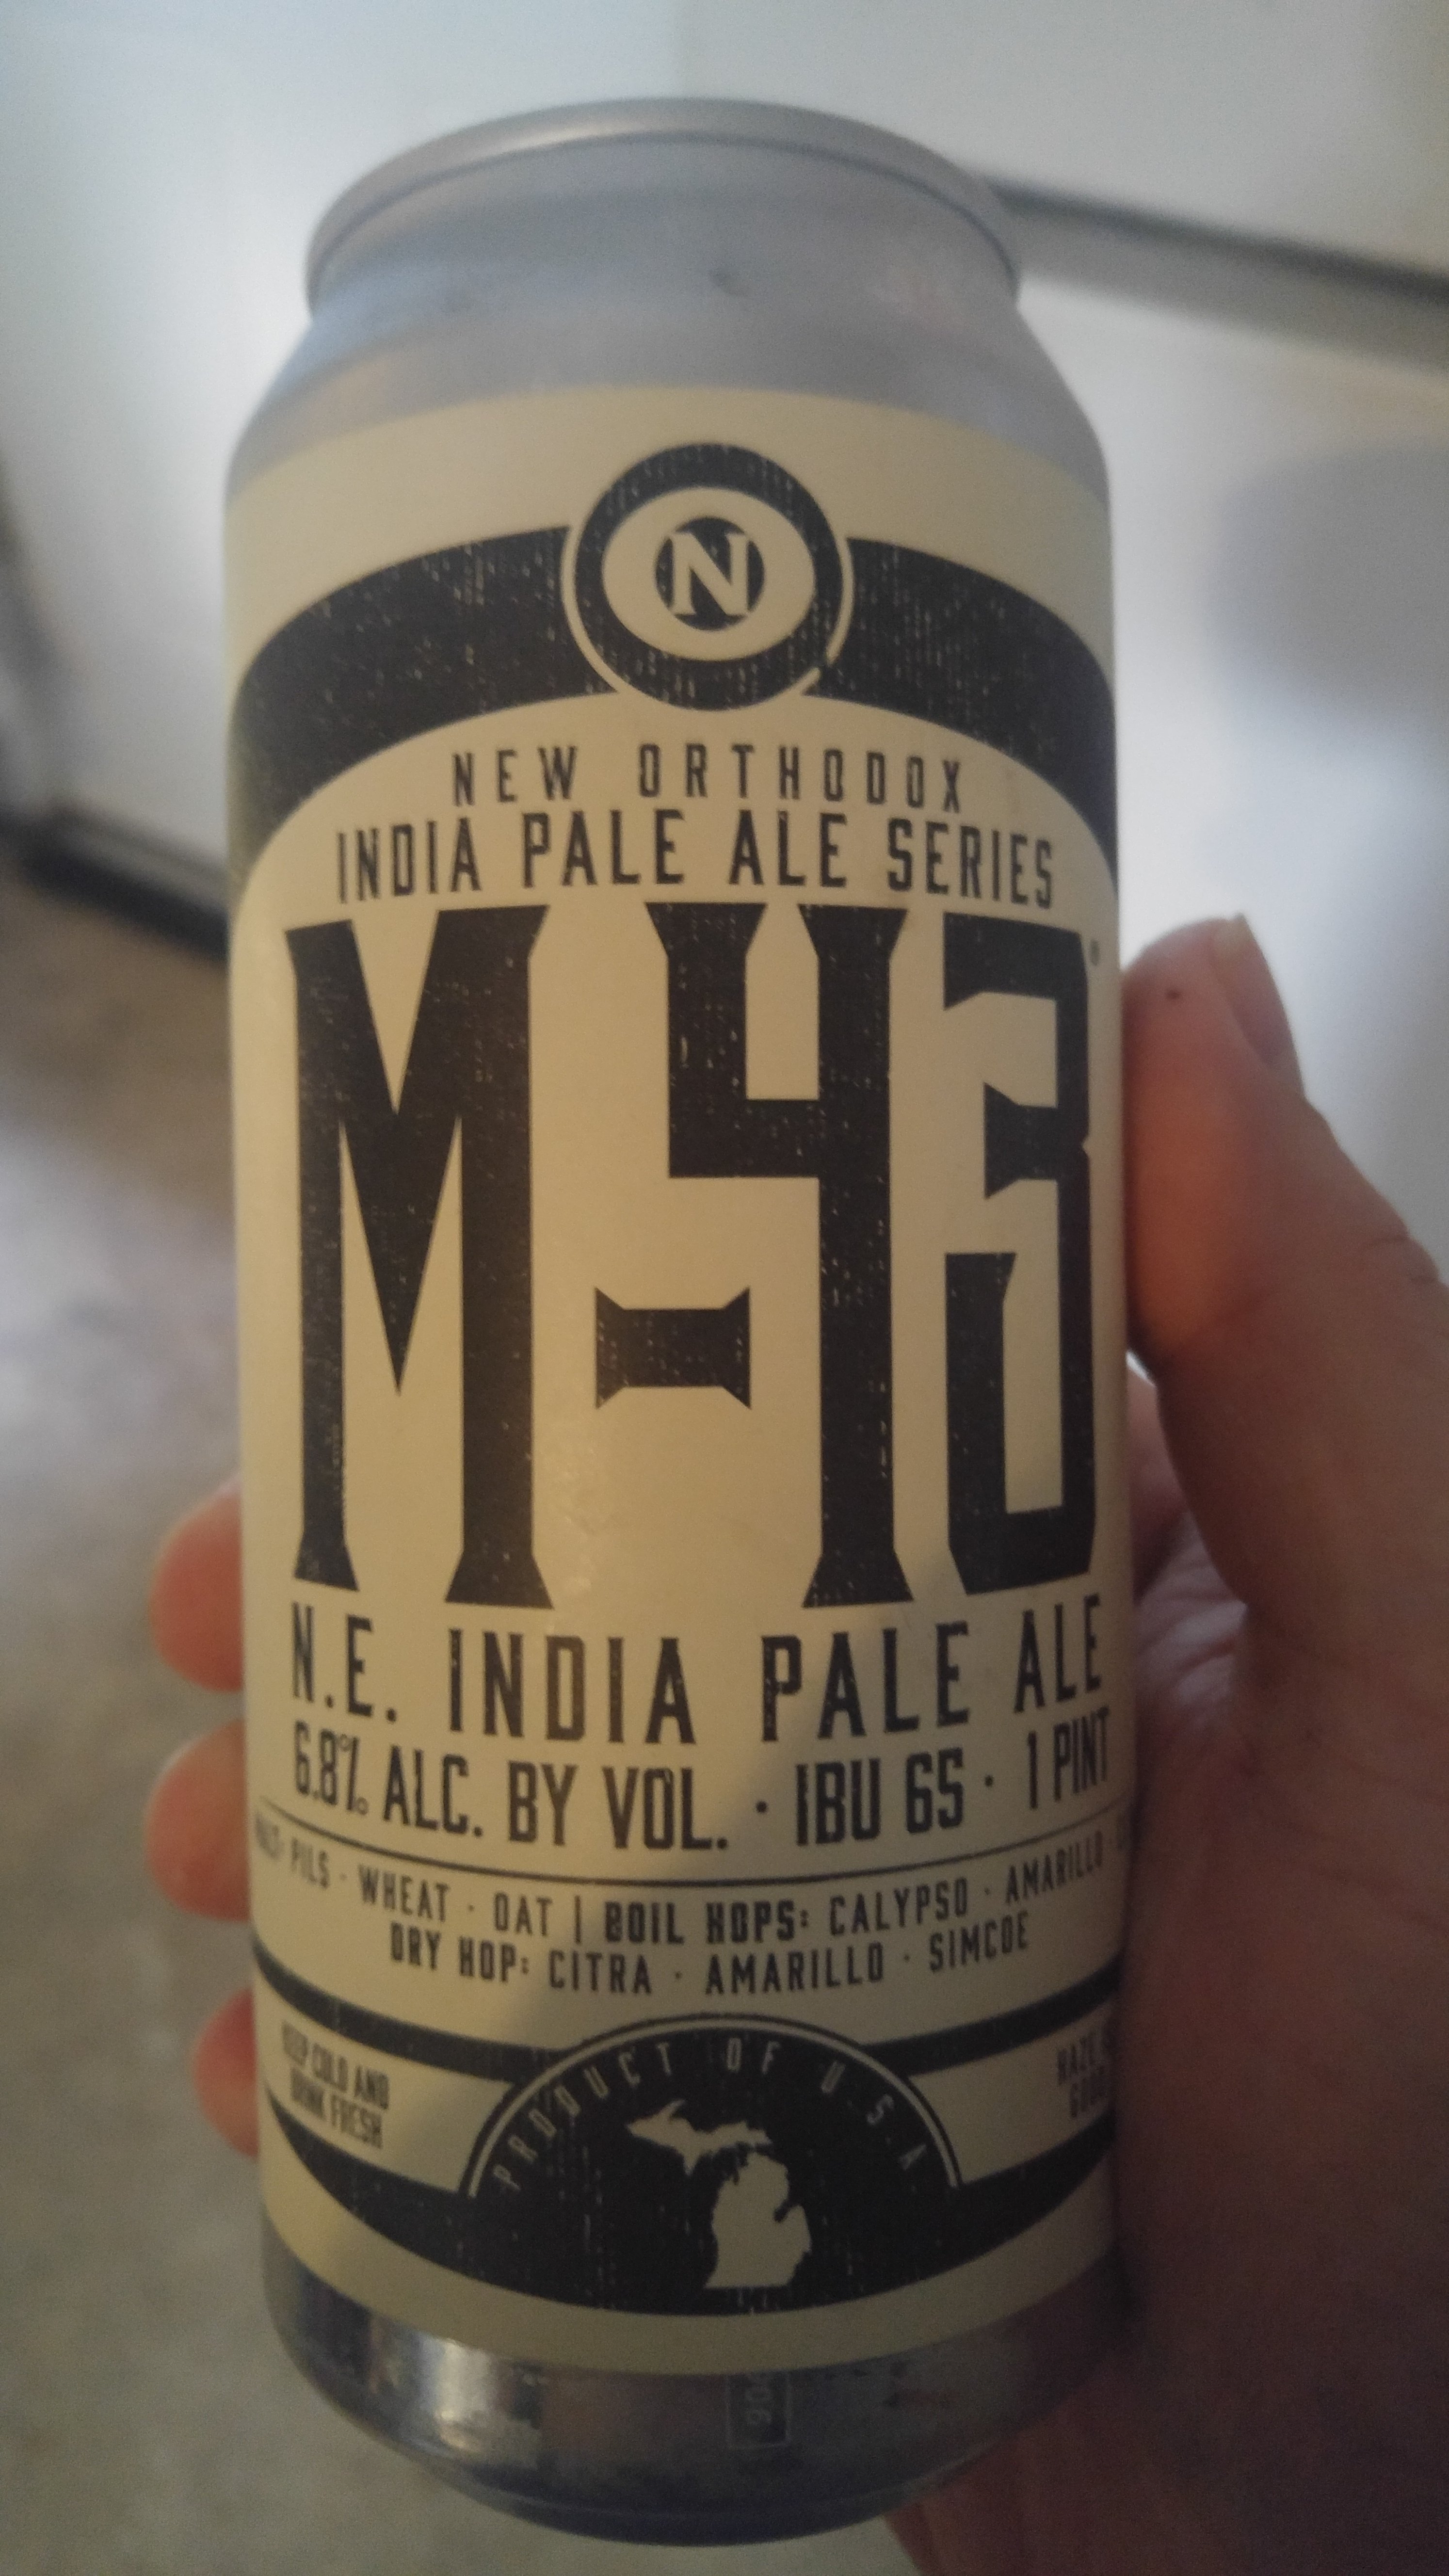 N
NEW ORTHODOX
INDIA PALE ALE SERIES
M-43
N.E. INDIA PALE ALE
6.8% ALC. BY VOL. · IBU 65 · 1 PINT
PILS · WHEAT · OAT | BOIL HOPS: CALYPSO · AMARILLO ·
DRY HOP: CITRA · AMARILLO · SIMCOE
KEEP COLD AND
DRINK FRESH
PRODUCT OF U.S.A